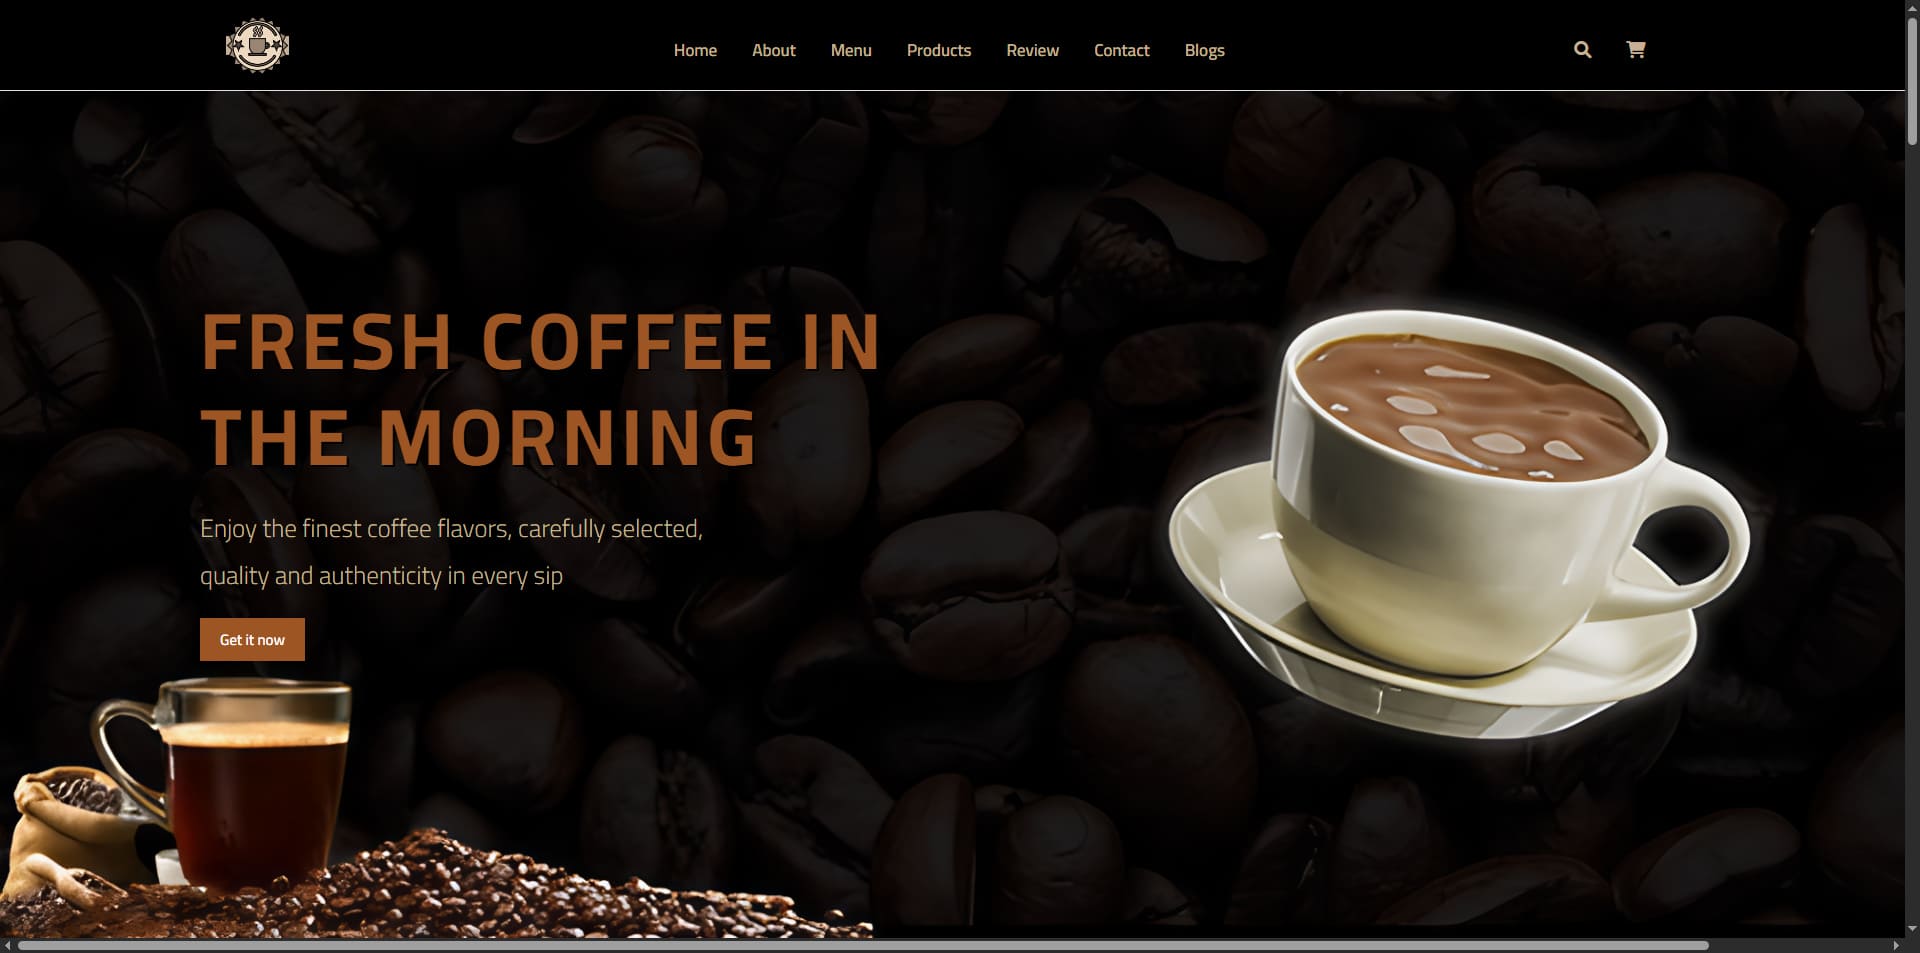 Home About Menu Products Review Contact Blogs
FRESH COFFEE IN
THE MORNING
Enjoy the finest coffee flavors, carefully selected,
quality and authenticity in every sip
Get it now